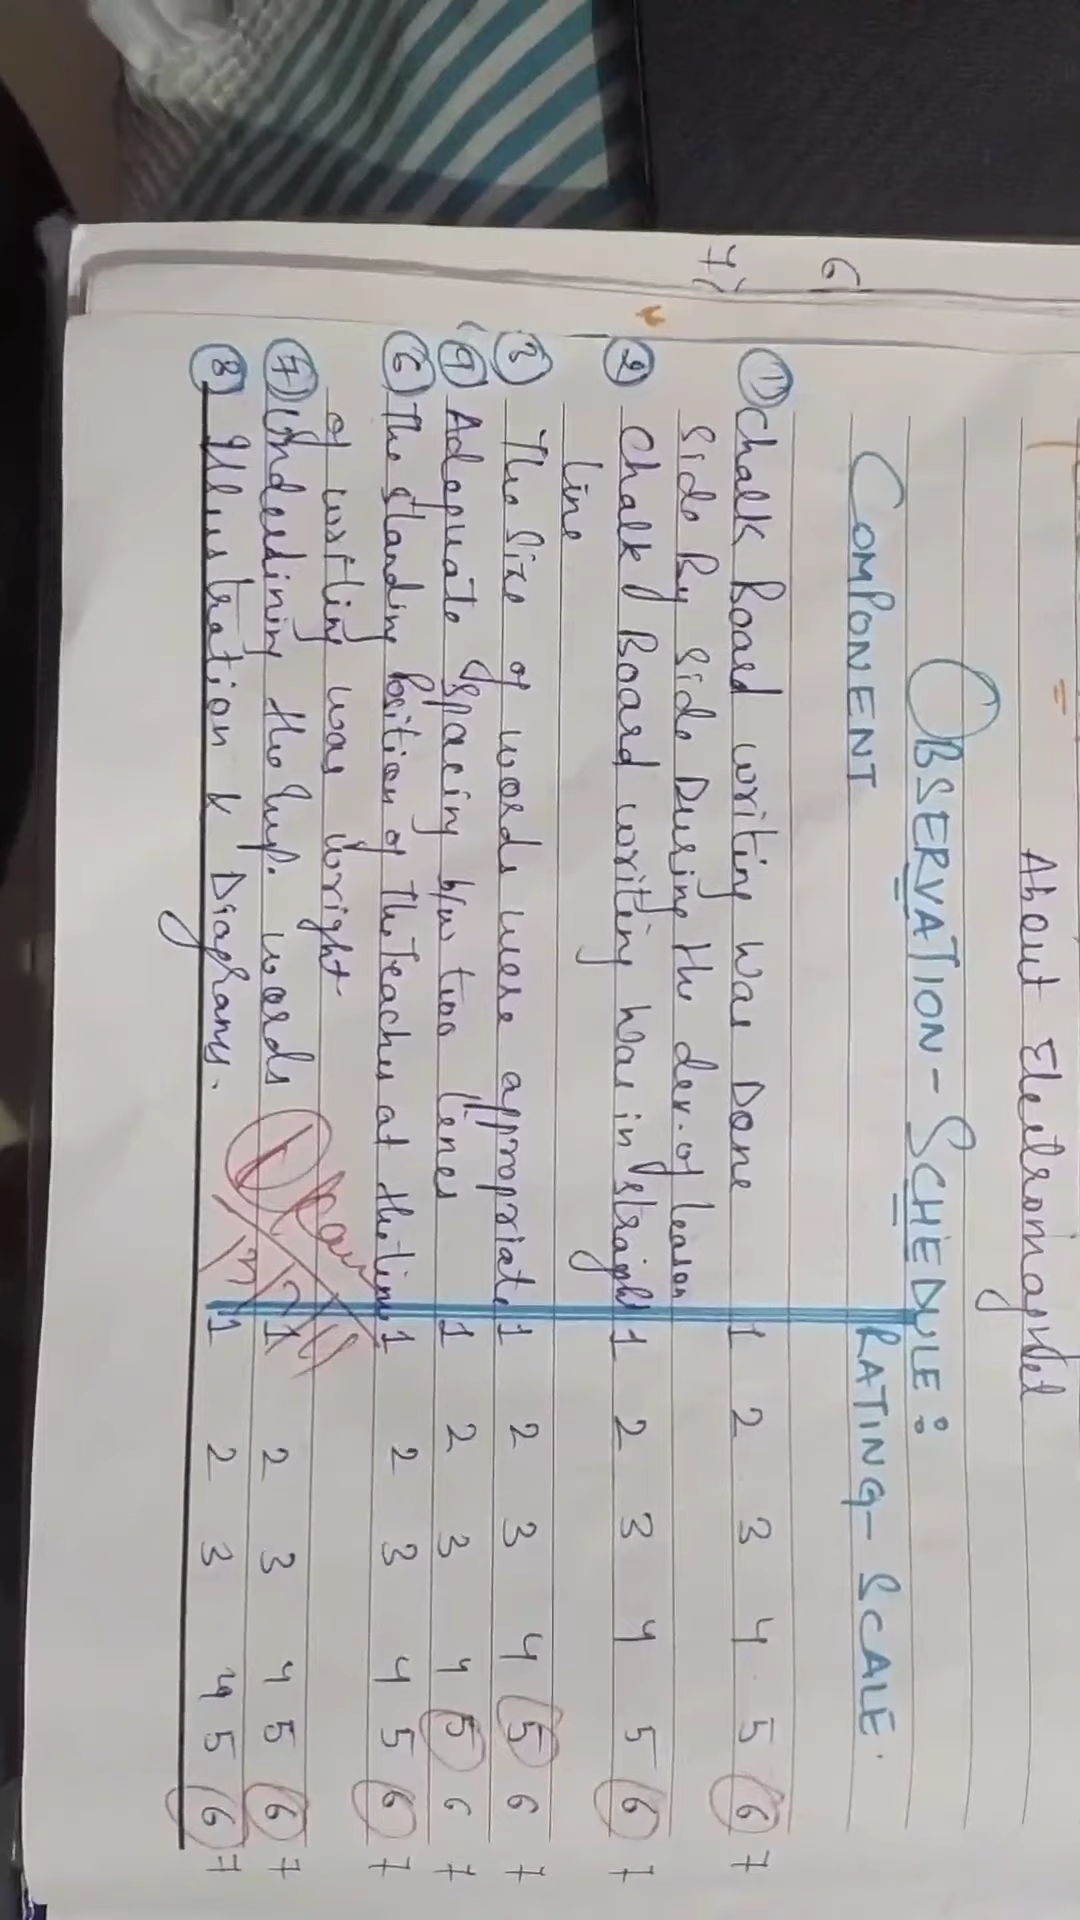 6)
7)
About Electromagnet
OBSERVATION-SCHEDULE:
COMPONENT RATING-SCALE.
① Chalk Board writing was Done 1 2 3 4 5 6 7
Side By Side During the dev. of leason
② Chalk Board writing was in straight 1 2 3 4 5 6 7
line
③ The Size of words were appropriate 1 2 3 4 5 6 7
Adequate Spacing b/w two lines 1 2 3 4 5 6 7
⑥ The Standing Position of the Teacher at the time 1 2 3 4 5 6 7
of was
⑦ Underlining the Imp. words 1 2 3 4 5 6 7
⑧ Illustration & Diagrams. 1 2 3 4 5 6 7